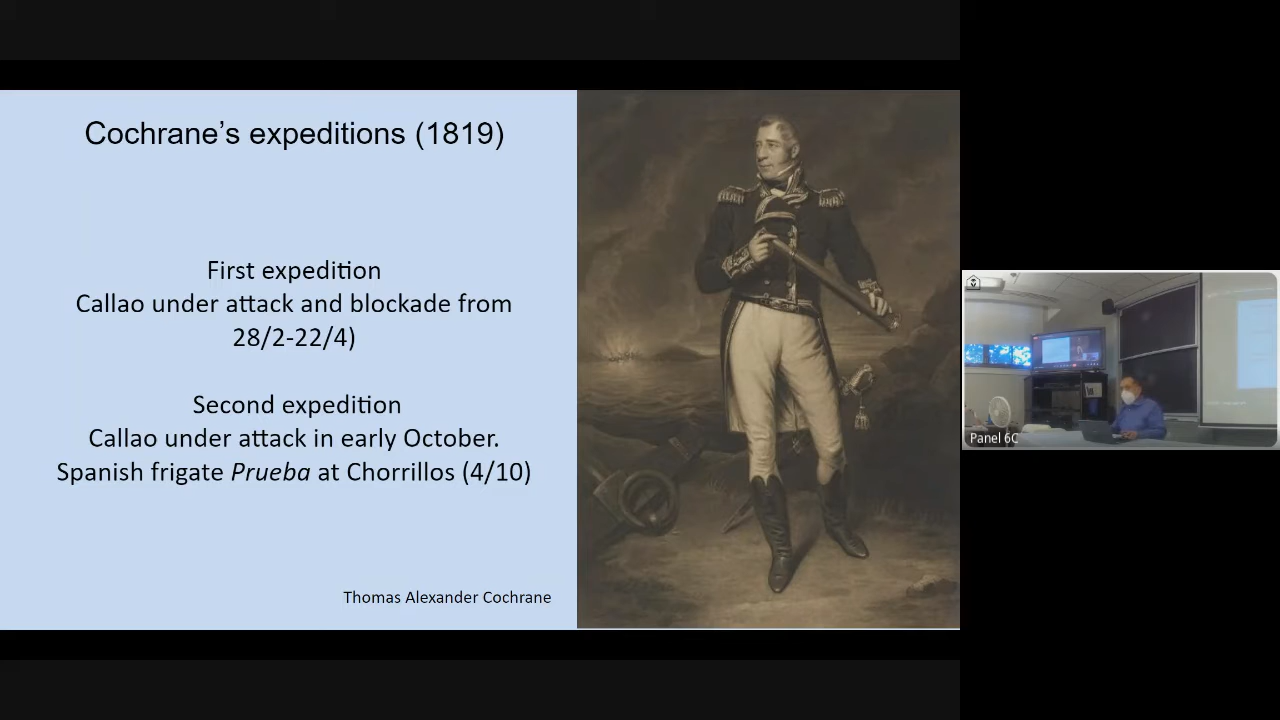 Cochrane’s expeditions (1819)
First expedition
Callao under attack and blockade from
28/2-22/4)
Second expedition
Callao under attack in early October.
Spanish frigate Prueba at Chorrillos (4/10)
Thomas Alexander Cochrane
Panel 6C